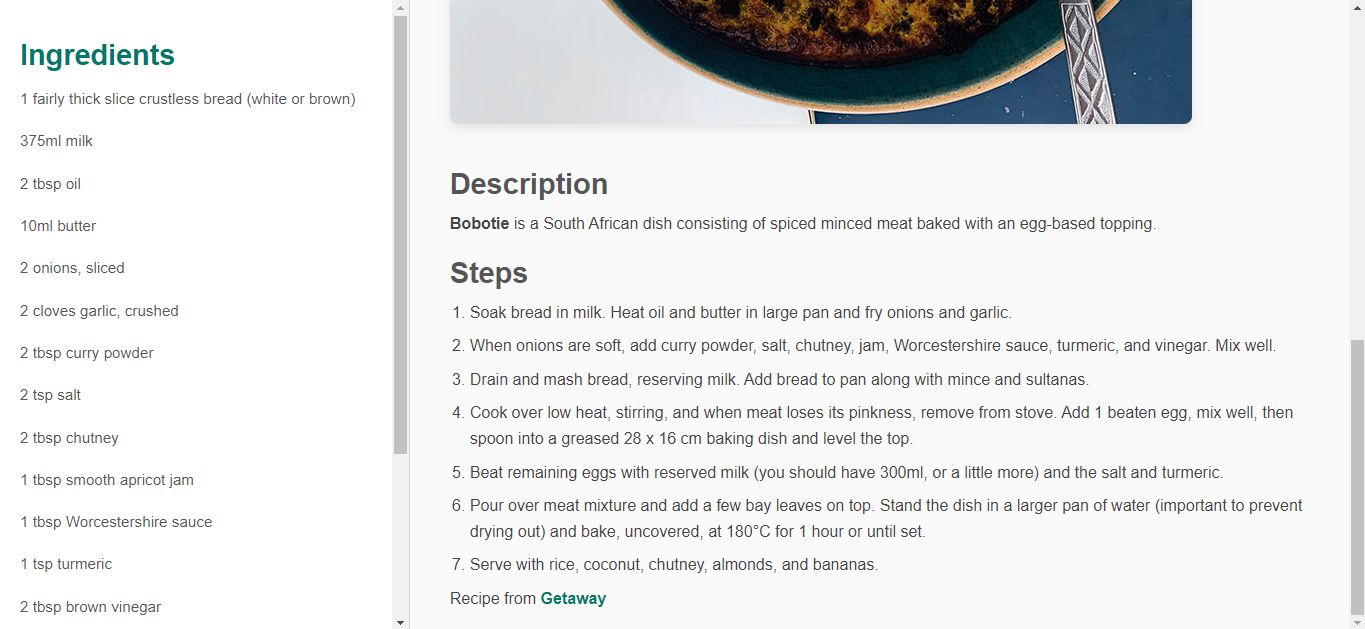 Ingredients
1 fairly thick slice crustless bread (white or brown)
375ml milk
2 tbsp oil
10ml butter
2 onions, sliced
2 cloves garlic, crushed
2 tbsp curry powder
2 tsp salt
2 tbsp chutney
1 tbsp smooth apricot jam
1 tbsp Worcestershire sauce
1 tsp turmeric
2 tbsp brown vinegar
Description
Bobotie is a South African dish consisting of spiced minced meat baked with an egg-based topping.
Steps
1. Soak bread in milk. Heat oil and butter in large pan and fry onions and garlic.
2. When onions are soft, add curry powder, salt, chutney, jam, Worcestershire sauce, turmeric, and vinegar. Mix well.
3. Drain and mash bread, reserving milk. Add bread to pan along with mince and sultanas.
4. Cook over low heat, stirring, and when meat loses its pinkness, remove from stove. Add 1 beaten egg, mix well, then
spoon into a greased 28 x 16 cm baking dish and level the top.
5. Beat remaining eggs with reserved milk (you should have 300ml, or a little more) and the salt and turmeric.
6. Pour over meat mixture and add a few bay leaves on top. Stand the dish in a larger pan of water (important to prevent
drying out) and bake, uncovered, at 180°C for 1 hour or until set.
7. Serve with rice, coconut, chutney, almonds, and bananas.
Recipe from Getaway